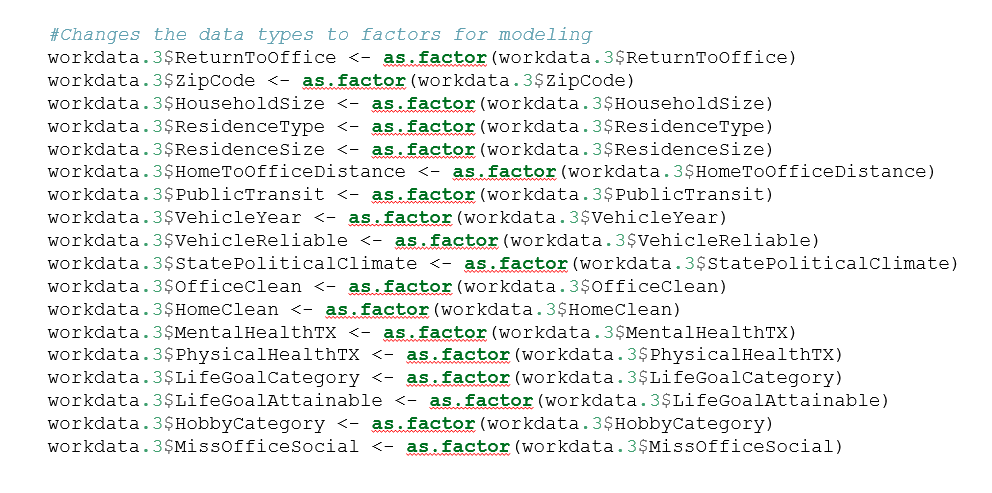 #Changes the data types to factors for modeling
workdata.3$ReturnToOffice <- as.factor(workdata.3$ReturnToOffice)
workdata.3$ZipCode <- as.factor(workdata.3$ZipCode)
workdata.3$HouseholdSize <- as.factor(workdata.3$HouseholdSize)
workdata.3$ResidenceType <- as.factor(workdata.3$ResidenceType)
workdata.3$ResidenceSize <- as.factor(workdata.3$ResidenceSize)
workdata.3$HomeToOfficeDistance <- as.factor(workdata.3$HomeToOfficeDistance)
workdata.3$PublicTransit <- as.factor(workdata.3$PublicTransit)
workdata.3$VehicleYear <- as.factor(workdata.3$VehicleYear)
workdata.3$VehicleReliable <- as.factor(workdata.3$VehicleReliable)
workdata.3$StatePoliticalClimate <- as.factor(workdata.3$StatePoliticalClimate)
workdata.3$OfficeClean <- as.factor(workdata.3$OfficeClean)
workdata.3$HomeClean <- as.factor(workdata.3$HomeClean)
workdata.3$MentalHealthTX <- as.factor(workdata.3$MentalHealthTX)
workdata.3$PhysicalHealthTX <- as.factor(workdata.3$PhysicalHealthTX)
workdata.3$LifeGoalCategory <- as.factor(workdata.3$LifeGoalCategory)
workdata.3$LifeGoalAttainable <- as.factor(workdata.3$LifeGoalAttainable)
workdata.3$HobbyCategory <- as.factor(workdata.3$HobbyCategory)
workdata.3$MissOfficeSocial <- as.factor(workdata.3$MissOfficeSocial)